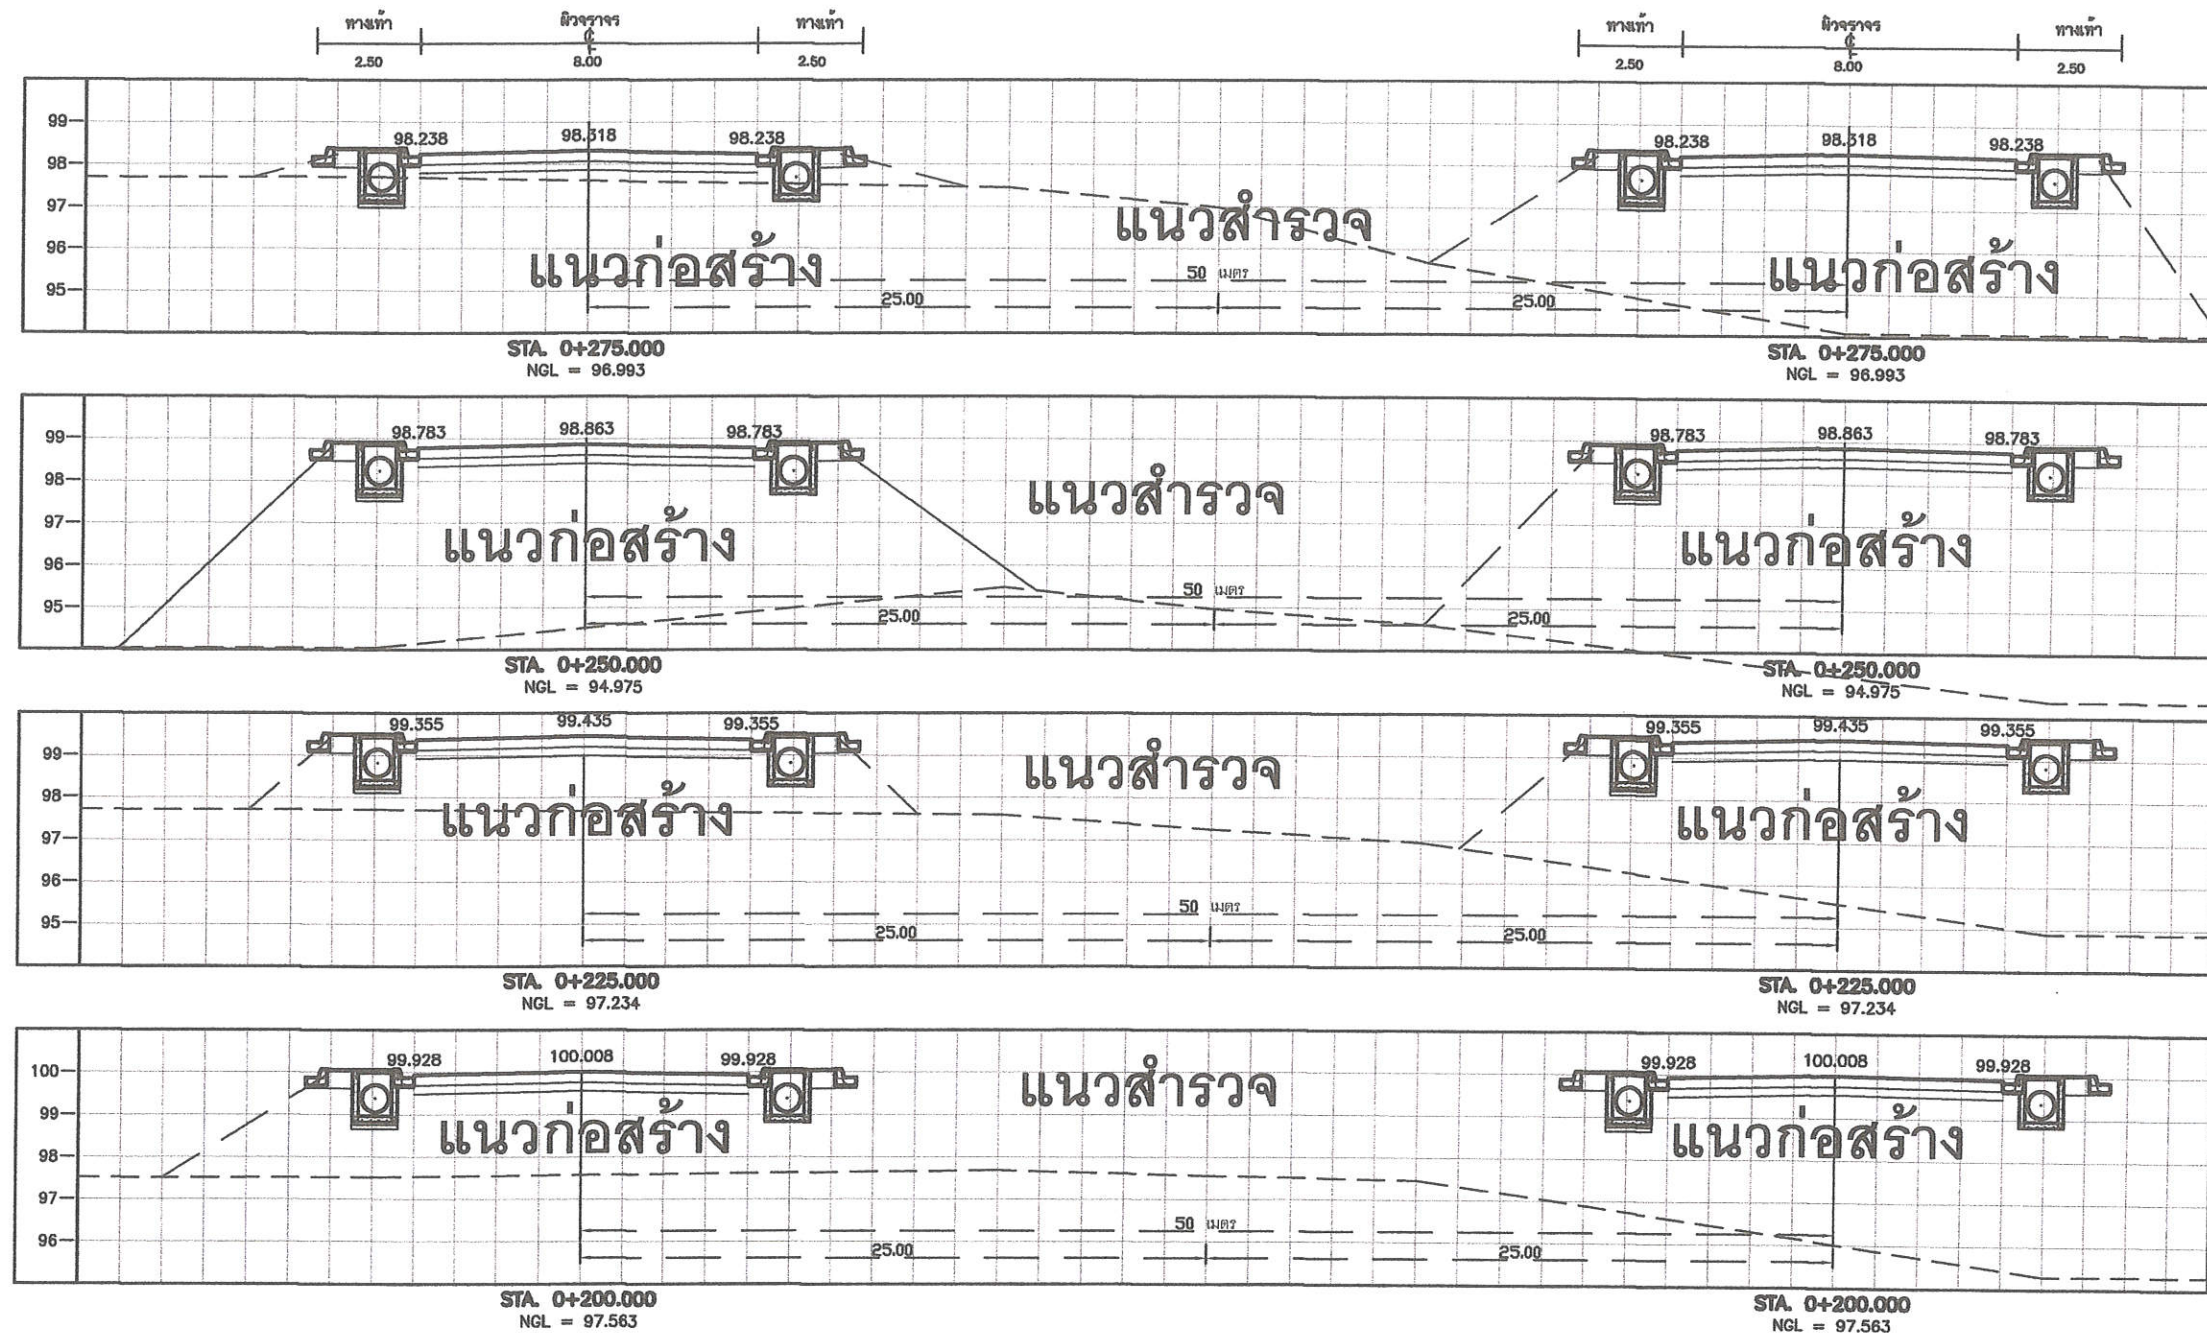 ทางเท้า ผิวจราจร ทางเท้า ทางเท้า ผิวจราจร ทางเท้า
2.50 8.00 2.50 2.50 8.00 2.50
99
98.238 98.318 98.238 98.238 98.318 98.238
98
97
แนวสำรวจ
96
แนวก่อสร้าง แนวก่อสร้าง
50 เมตร
95
25.00 25.00
STA. 0+275.000 STA. 0+275.000
NGL = 96.993 NGL = 96.993
99
98.783 98.863 98.783 98.783 98.863 98.783
98
แนวสำรวจ
97
แนวก่อสร้าง แนวก่อสร้าง
96
50 เมตร
95
25.00 25.00
STA. 0+250.000 STA. 0+250.000
NGL = 94.975 NGL = 94.975
99.355 99.435 99.355 99.355 99.435 99.355
99
แนวสำรวจ
98
แนวก่อสร้าง แนวก่อสร้าง
97
96
50 เมตร
95
25.00 25.00
STA. 0+225.000 STA. 0+225.000
NGL = 97.234 NGL = 97.234
99.928 100.008 99.928 99.928 100.008 99.928
100
แนวสำรวจ
99
แนวก่อสร้าง แนวก่อสร้าง
98
97
50 เมตร
96
25.00 25.00
STA. 0+200.000 STA. 0+200.000
NGL = 97.563 NGL = 97.563